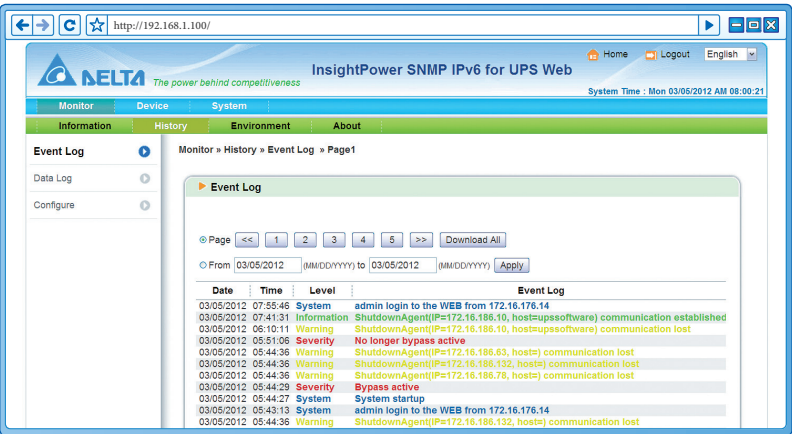 http://192.168.1.100/
Home Logout English
DELTA The power behind competitiveness
InsightPower SNMP IPv6 for UPS Web
System Time : Mon 03/05/2012 AM 08:00:21
Monitor Device System
Information History Environment About
Event Log
Data Log
Configure
Monitor » History » Event Log » Page1
Event Log
Page << 1 2 3 4 5 >> Download All
From 03/05/2012 (MM/DD/YYYY) to 03/05/2012 (MM/DD/YYYY) Apply
Date Time Level Event Log
03/05/2012 07:55:46 System admin login to the WEB from 172.16.176.14
03/05/2012 07:41:31 Information ShutdownAgent(IP=172.16.186.10, host=upssoftware) communication established
03/05/2012 06:10:11 Warning ShutdownAgent(IP=172.16.186.10, host=upssoftware) communication lost
03/05/2012 05:51:06 Severity No longer bypass active
03/05/2012 05:44:36 Warning ShutdownAgent(IP=172.16.186.63, host=) communication lost
03/05/2012 05:44:36 Warning ShutdownAgent(IP=172.16.186.132, host=) communication lost
03/05/2012 05:44:36 Warning ShutdownAgent(IP=172.16.186.78, host=) communication lost
03/05/2012 05:44:29 Severity Bypass active
03/05/2012 05:44:27 System System startup
03/05/2012 05:43:13 System admin login to the WEB from 172.16.176.14
03/05/2012 05:44:36 Warning ShutdownAgent(IP=172.16.186.132, host=) communication lost